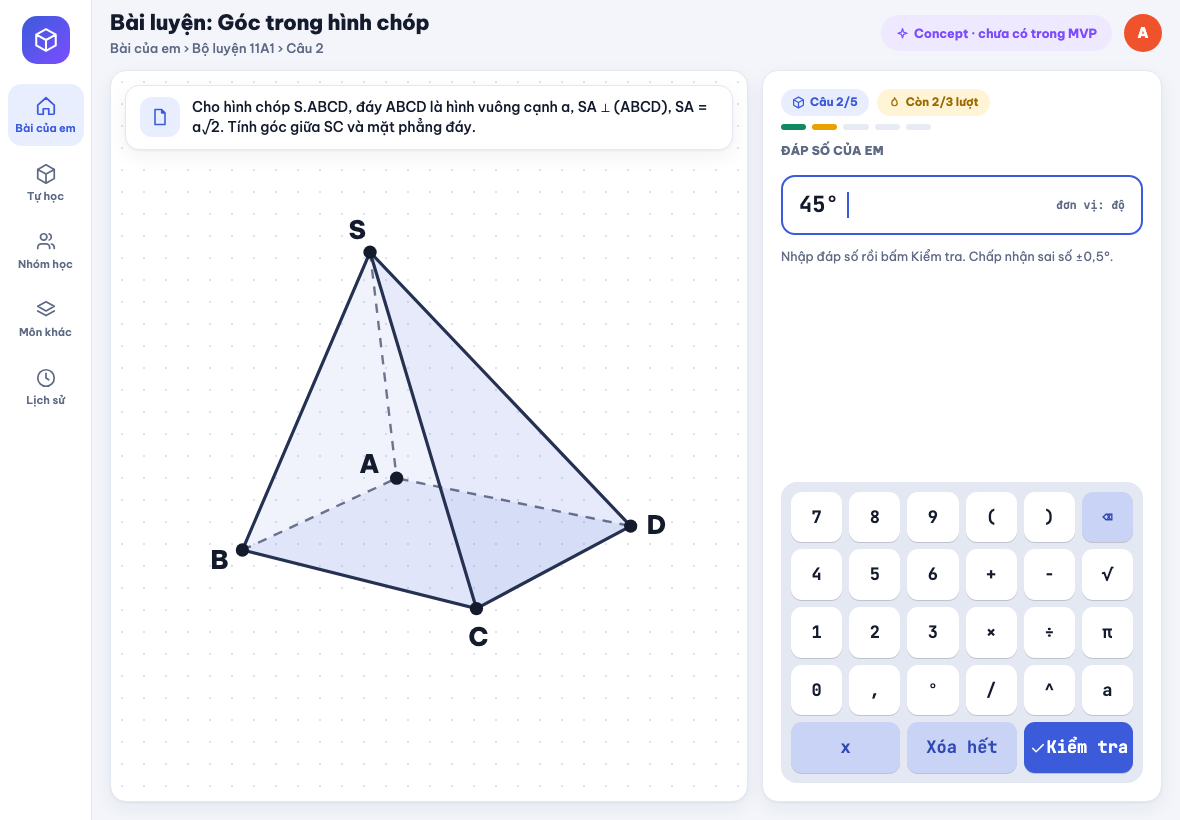 Bài luyện: Góc trong hình chóp
Bài của em › Bộ luyện 11A1 › Câu 2
Concept · chưa có trong MVP
A
Bài của em
Tự học
Nhóm học
Môn khác
Lịch sử
Cho hình chóp S.ABCD, đáy ABCD là hình vuông cạnh a, SA ⊥ (ABCD), SA =
a√2. Tính góc giữa SC và mặt phẳng đáy.
S
A
D
B
C
Câu 2/5
Còn 2/3 lượt
ĐÁP SỐ CỦA EM
45°
đơn vị: độ
Nhập đáp số rồi bấm Kiểm tra. Chấp nhận sai số ±0,5°.
7 8 9 ( ) ⌫
4 5 6 + - √
1 2 3 × ÷ π
0 , ° / ^ a
x Xóa hết ✓Kiểm tra